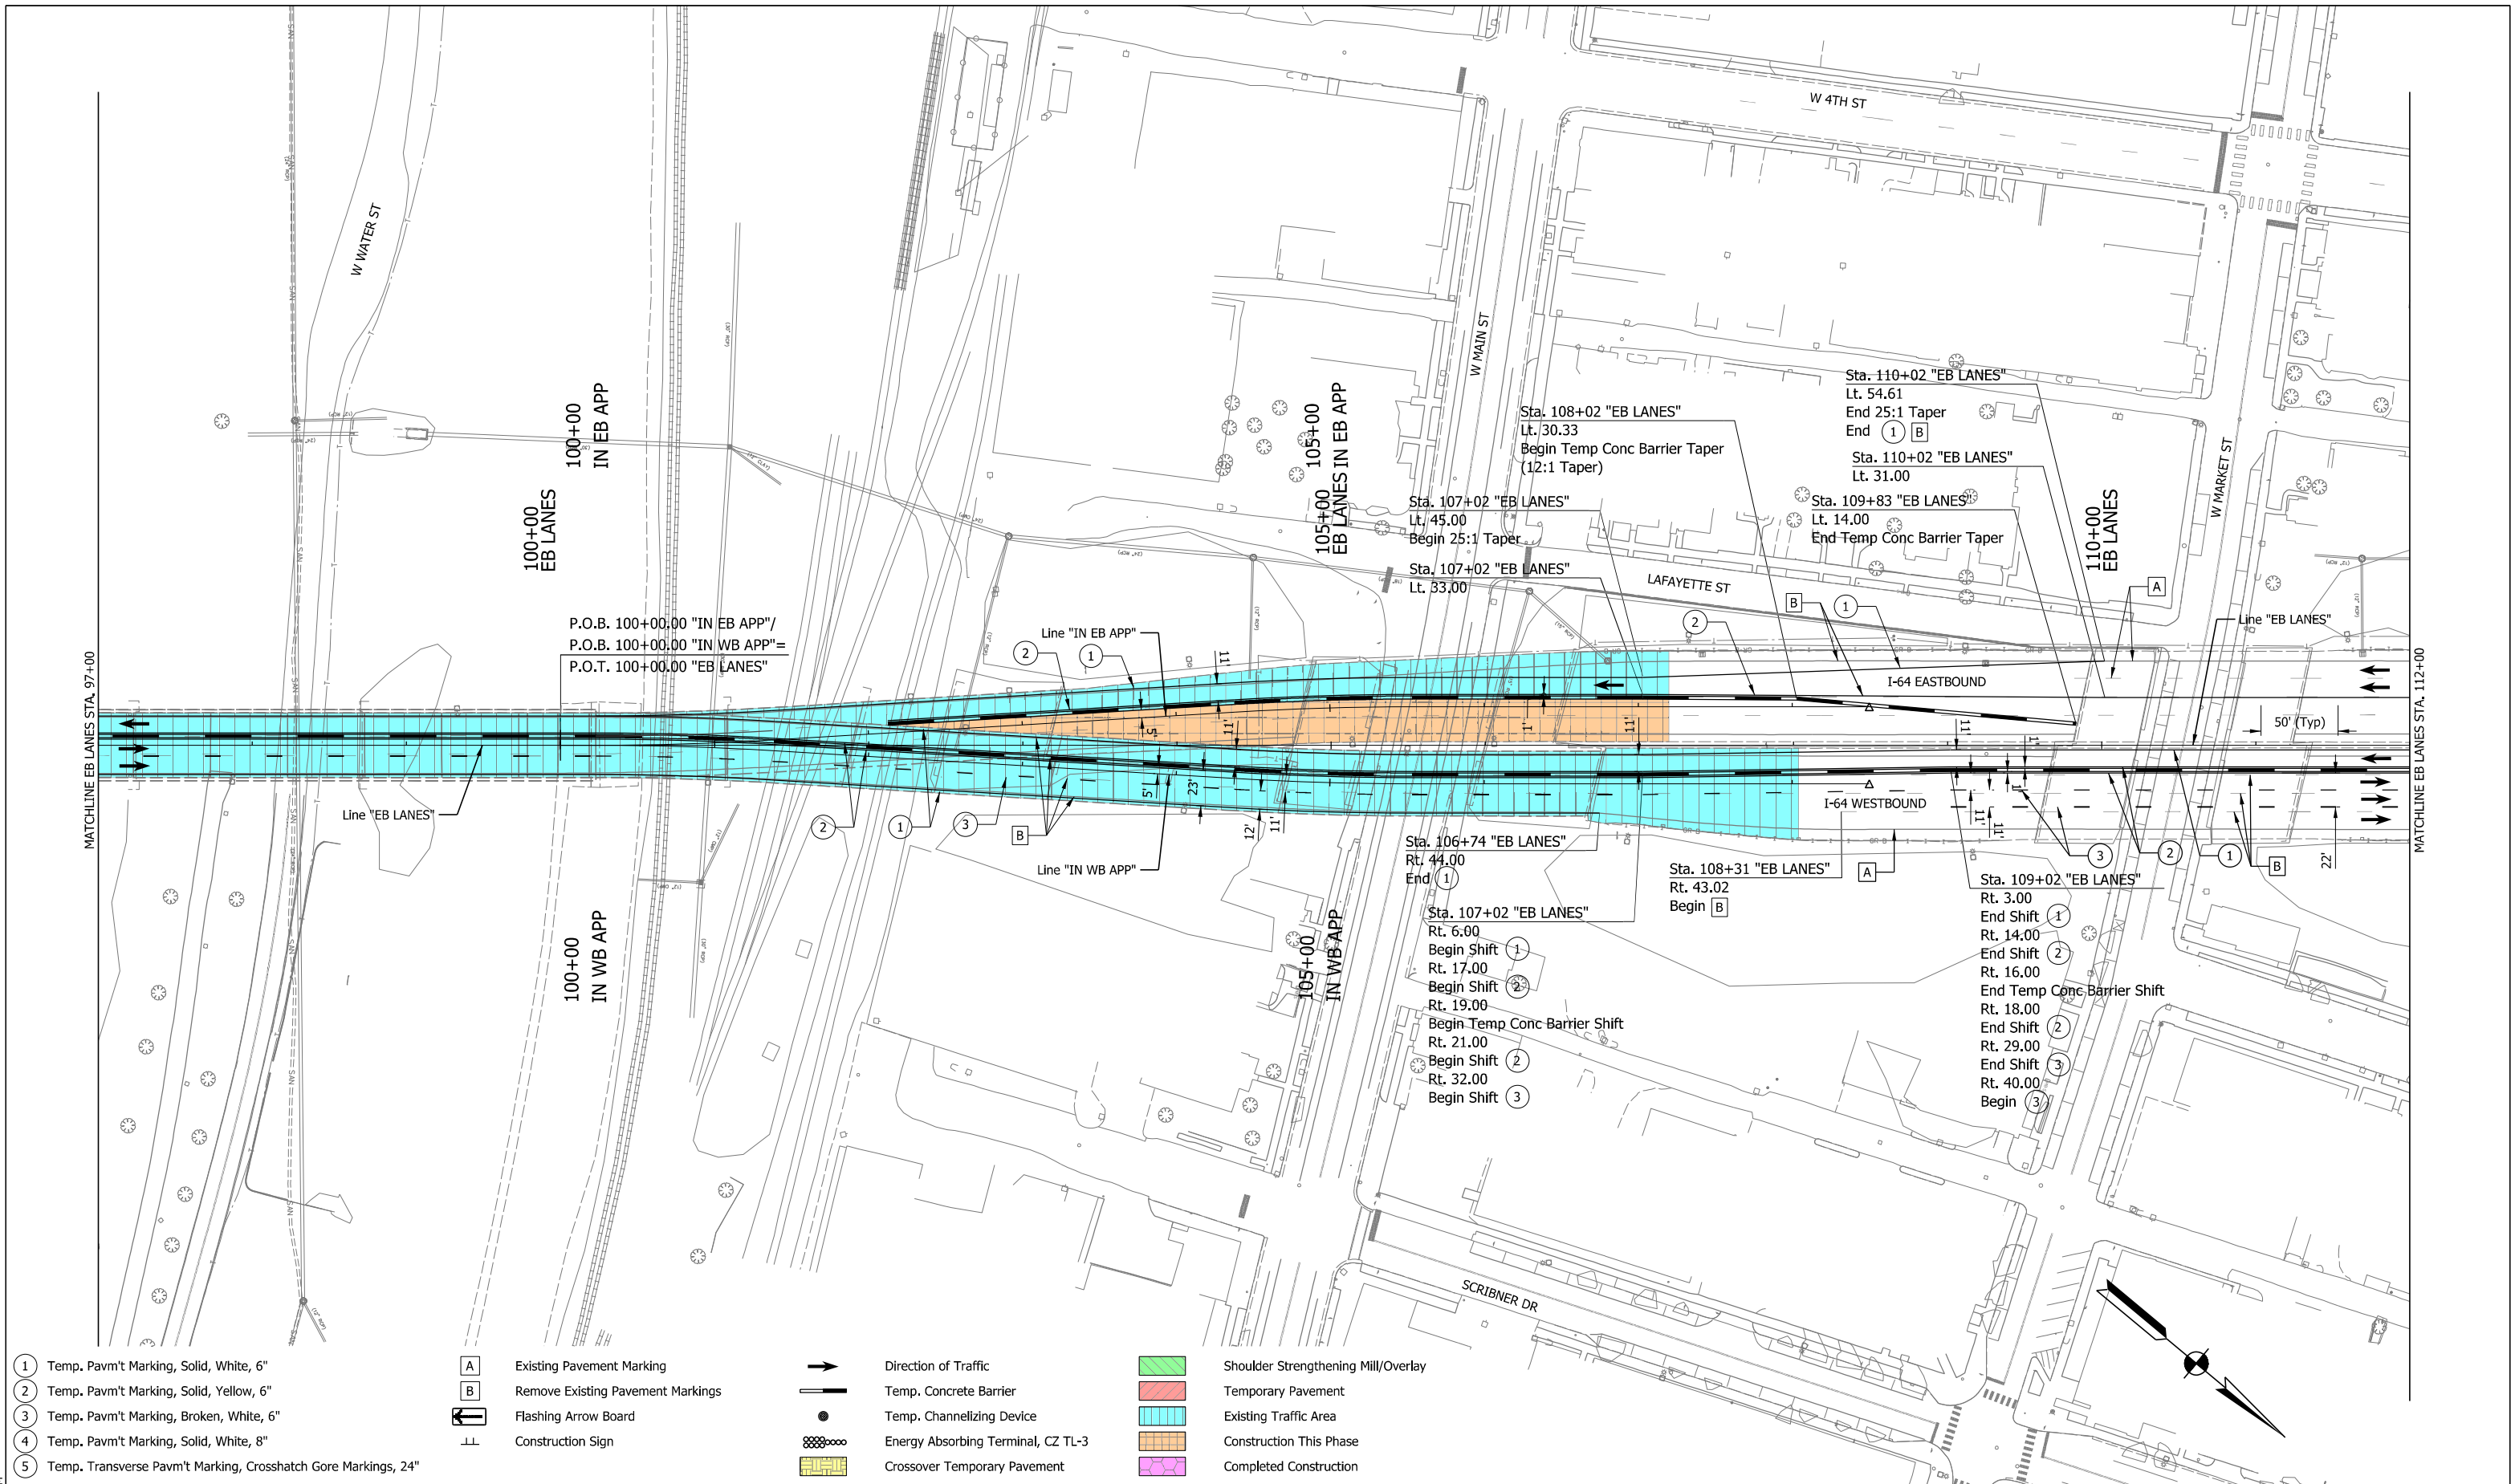 W 4TH ST
W WATER ST
W MAIN ST
W MARKET ST
LAFAYETTE ST
SCRIBNER DR
100+00
IN EB APP
100+00
EB LANES
105+00
IN EB APP
105+00
EB LANES
110+00
EB LANES
100+00
IN WB APP
105+00
IN WB APP
MATCHLINE EB LANES STA. 97+00
MATCHLINE EB LANES STA. 112+00
P.O.B. 100+00.00 "IN EB APP"/
P.O.B. 100+00.00 "IN WB APP"=
P.O.T. 100+00.00 "EB LANES"
Line "IN EB APP"
Line "EB LANES"
Line "IN WB APP"
Line "EB LANES"
Sta. 110+02 "EB LANES"
Lt. 54.61
End 25:1 Taper
End 1 B
Sta. 110+02 "EB LANES"
Lt. 31.00
Sta. 109+83 "EB LANES"
Lt. 14.00
End Temp Conc Barrier Taper
Sta. 108+02 "EB LANES"
Lt. 30.33
Begin Temp Conc Barrier Taper
(12:1 Taper)
Sta. 107+02 "EB LANES"
Lt. 45.00
Begin 25:1 Taper
Sta. 107+02 "EB LANES"
Lt. 33.00
I-64 EASTBOUND
I-64 WESTBOUND
50' (Typ)
2
1
2
B
1
A
11'
5'
11'
1'
11'
11'
1'
1'
11'
11'
22'
5'
23'
12'
11'
2
1
3
B
A
3
2
1
B
Sta. 106+74 "EB LANES"
Rt. 44.00
End 1
Sta. 107+02 "EB LANES"
Rt. 6.00
Begin Shift 1
Rt. 17.00
Begin Shift 2
Rt. 19.00
Begin Temp Conc Barrier Shift
Rt. 21.00
Begin Shift 2
Rt. 32.00
Begin Shift 3
Sta. 108+31 "EB LANES"
Rt. 43.02
Begin B
Sta. 109+02 "EB LANES"
Rt. 3.00
End Shift 1
Rt. 14.00
End Shift 2
Rt. 16.00
End Temp Conc Barrier Shift
Rt. 18.00
End Shift 2
Rt. 29.00
End Shift 3
Rt. 40.00
Begin 3
1 Temp. Pavm't Marking, Solid, White, 6"
2 Temp. Pavm't Marking, Solid, Yellow, 6"
3 Temp. Pavm't Marking, Broken, White, 6"
4 Temp. Pavm't Marking, Solid, White, 8"
5 Temp. Transverse Pavm't Marking, Crosshatch Gore Markings, 24"
A Existing Pavement Marking
B Remove Existing Pavement Markings
Flashing Arrow Board
Construction Sign
Direction of Traffic
Temp. Concrete Barrier
Temp. Channelizing Device
Energy Absorbing Terminal, CZ TL-3
Crossover Temporary Pavement
Shoulder Strengthening Mill/Overlay
Temporary Pavement
Existing Traffic Area
Construction This Phase
Completed Construction